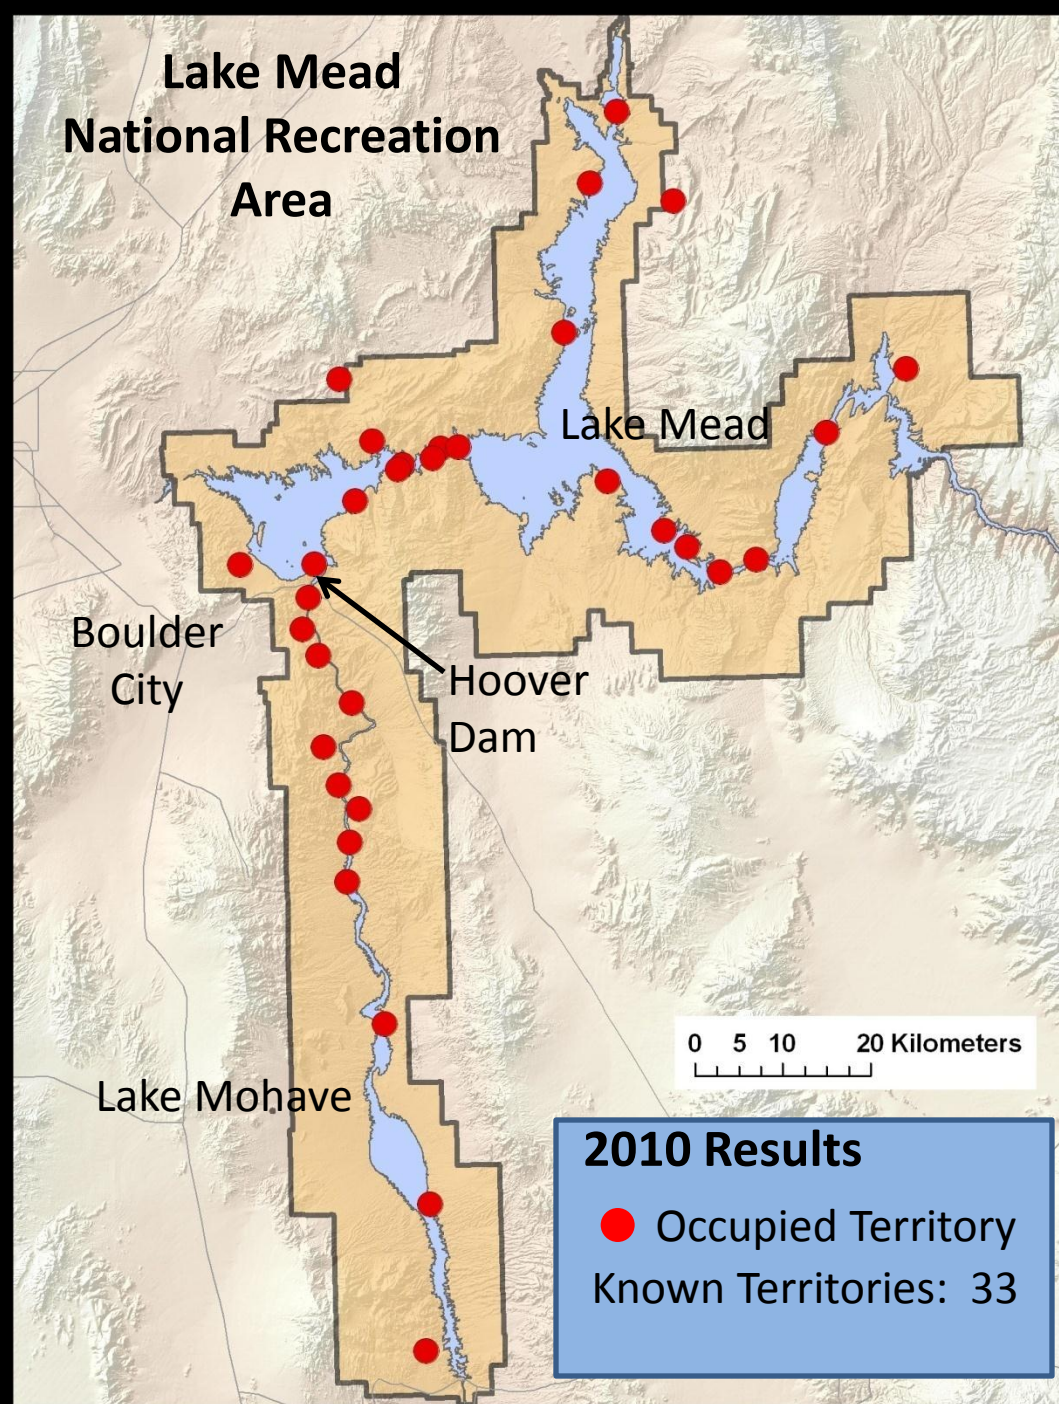 Lake Mead
National Recreation
Area
Lake Mead
Boulder
City
Hoover
Dam
0 5 10 20 Kilometers
Lake Mohave
2010 Results
Occupied Territory
Known Territories: 33